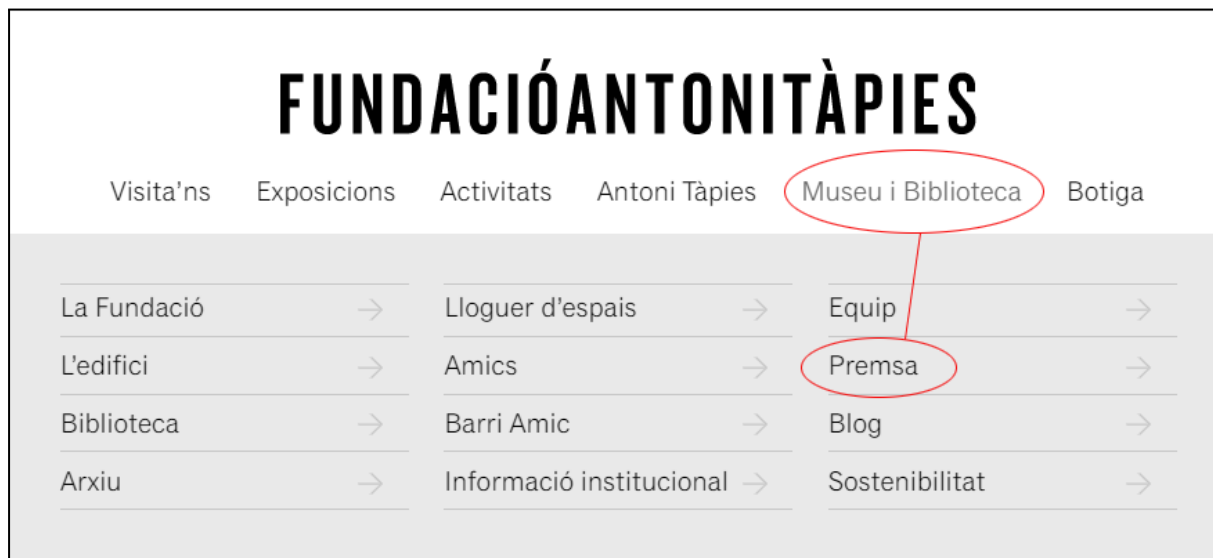 FUNDACIÓANTONITÀPIES
Visita'ns Exposicions Activitats Antoni Tàpies Museu i Biblioteca Botiga
La Fundació Lloguer d'espais Equip
L'edifici Amics Premsa
Biblioteca Barri Amic Blog
Arxiu Informació institucional Sostenibilitat